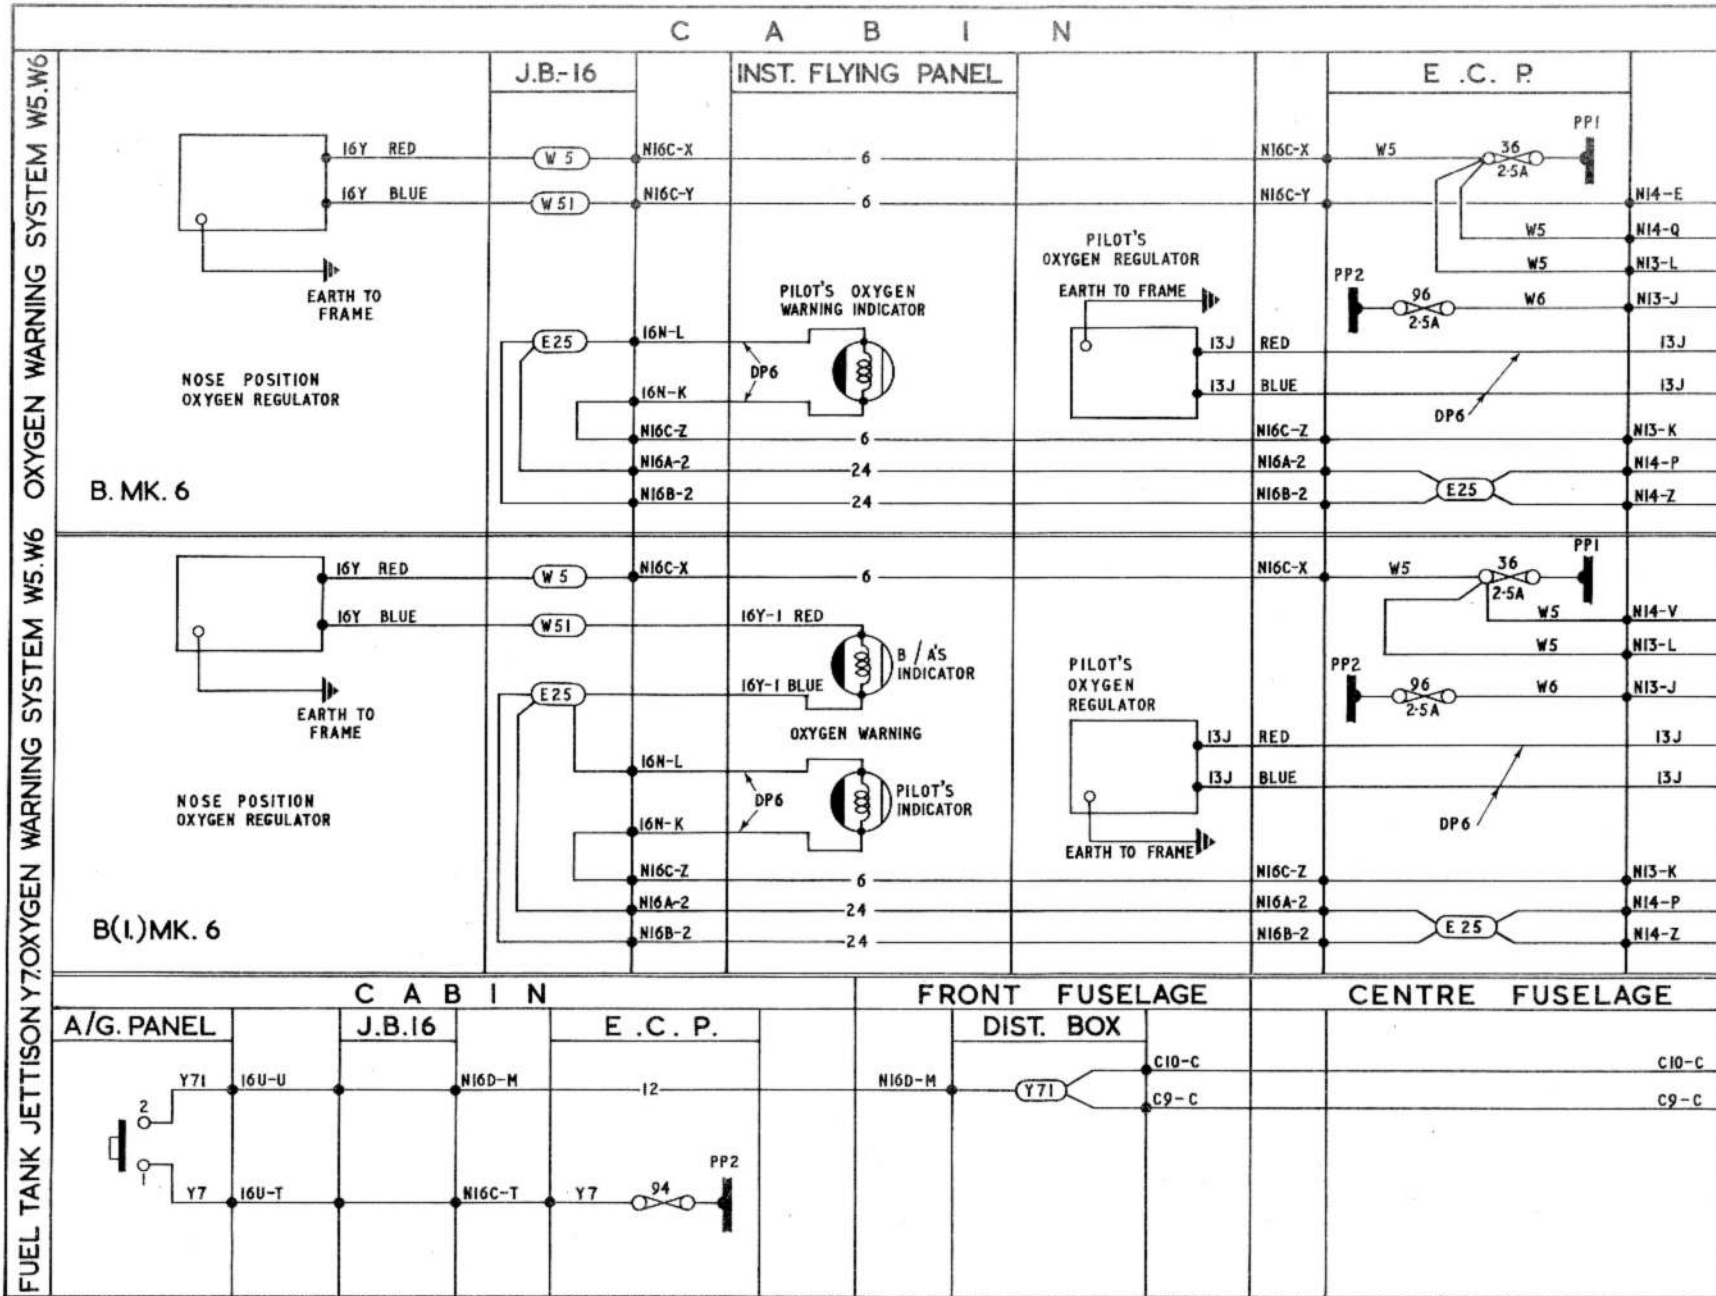 C A B I N
FUEL TANK JETTISON Y7.OXYGEN WARNING SYSTEM W5.W6 OXYGEN WARNING SYSTEM W5.W6
J.B.-16
INST. FLYING PANEL
E .C. P.
16Y RED
W 5
N16C-X
6
N16C-X
W5
36
2·5A
PP1
16Y BLUE
W 51
N16C-Y
6
N16C-Y
N14-E
W5
N14-Q
W5
N13-L
EARTH TO
FRAME
NOSE POSITION
OXYGEN REGULATOR
PILOT'S OXYGEN
WARNING INDICATOR
PILOT'S
OXYGEN REGULATOR
EARTH TO FRAME
PP2
96
2·5A
W6
N13-J
E25
16N-L
DP6
16N-K
13J RED
13J
13J BLUE
13J
DP6
N16C-Z
6
N16C-Z
N13-K
N16A-2
24
N16A-2
N14-P
E25
N16B-2
24
N16B-2
N14-Z
B. MK. 6
16Y RED
W 5
N16C-X
6
N16C-X
W5
36
2·5A
PP1
16Y BLUE
W51
16Y-1 RED
W5
N14-V
W5
N13-L
B / A'S
INDICATOR
E25
16Y-1 BLUE
EARTH TO
FRAME
OXYGEN WARNING
PILOT'S
OXYGEN
REGULATOR
PP2
96
2·5A
W6
N13-J
16N-L
DP6
16N-K
PILOT'S
INDICATOR
13J RED
13J
13J BLUE
13J
DP6
NOSE POSITION
OXYGEN REGULATOR
EARTH TO FRAME
N16C-Z
6
N16C-Z
N13-K
N16A-2
24
N16A-2
N14-P
E 25
N16B-2
24
N16B-2
N14-Z
B(I.)MK. 6
C A B I N
FRONT FUSELAGE
CENTRE FUSELAGE
A/G. PANEL
J.B.16
E .C . P.
DIST. BOX
Y71
16U-U
N16D-M
12
N16D-M
Y71
C10-C
C10-C
C9-C
C9-C
2
1
Y7
16U-T
N16C-T
Y7
94
PP2